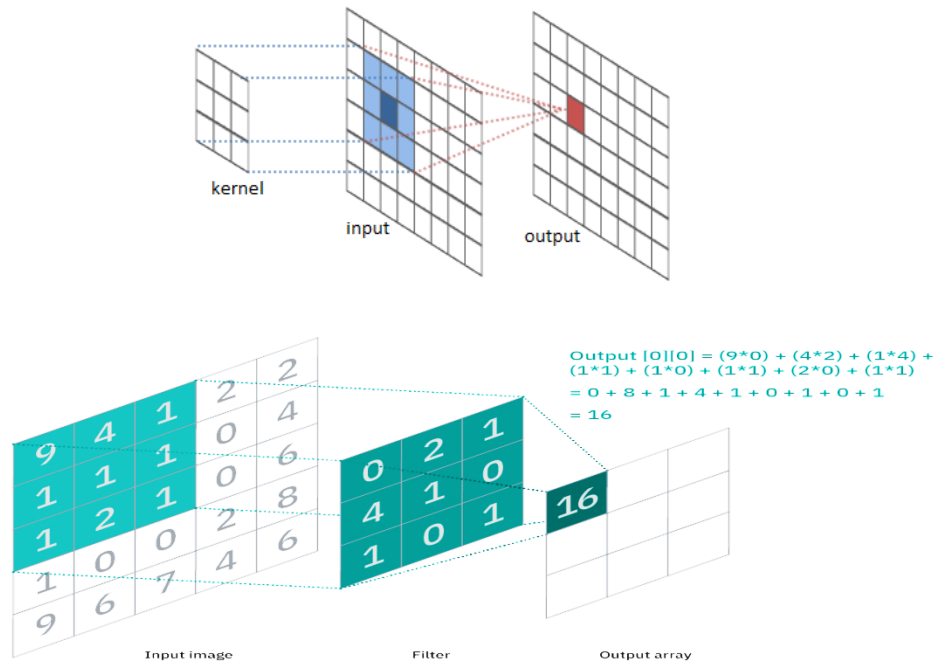 kernel
input
output
Output [0][0] = (9*0) + (4*2) + (1*4) +
(1*1) + (1*0) + (1*1) + (2*0) + (1*1)
= 0 + 8 + 1 + 4 + 1 + 0 + 1 + 0 + 1
= 16
9 4 1 2 2
1 1 1 0 4
1 2 1 0 6
1 0 0 2 8
9 6 7 4 6
0 2 1
4 1 0
1 0 1
16
Input image
Filter
Output array